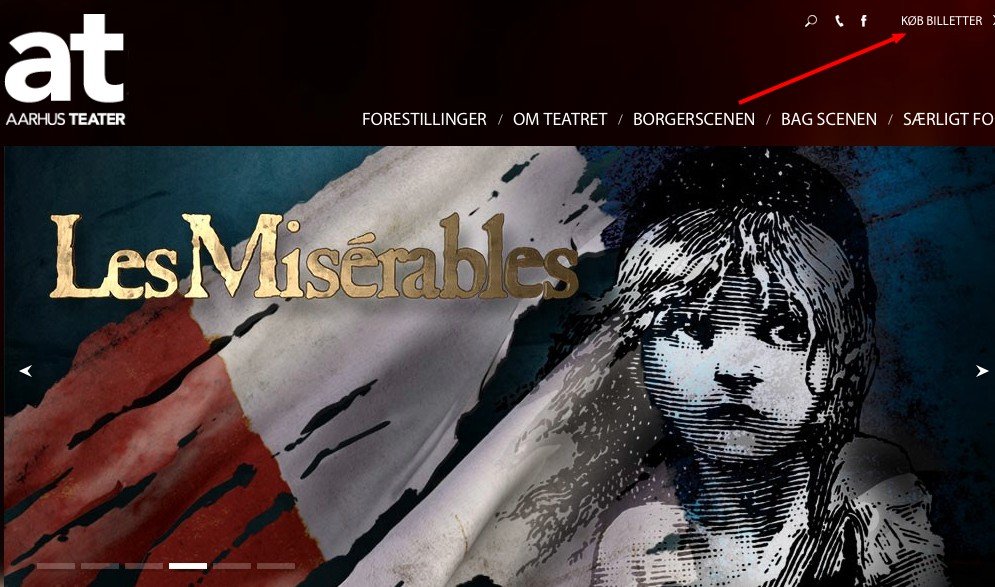 at
AARHUS TEATER
KØB BILLETTER
FORESTILLINGER / OM TEATRET / BORGERSCENEN / BAG SCENEN / SÆRLIGT FO
Les Misérables